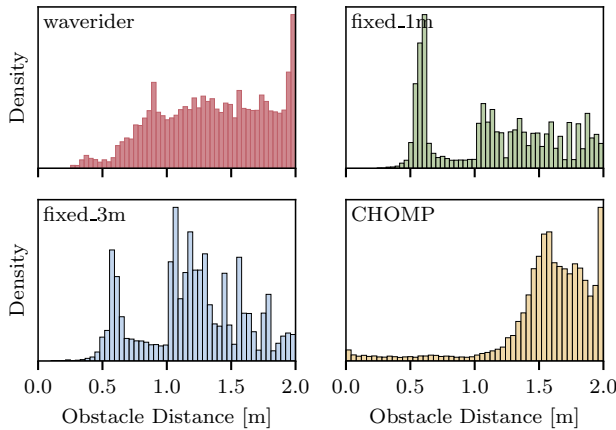 waverider
fixed_1m
Density
fixed_3m
CHOMP
Density
0.0 0.5 1.0 1.5 2.0
0.0 0.5 1.0 1.5 2.0
Obstacle Distance [m]
Obstacle Distance [m]